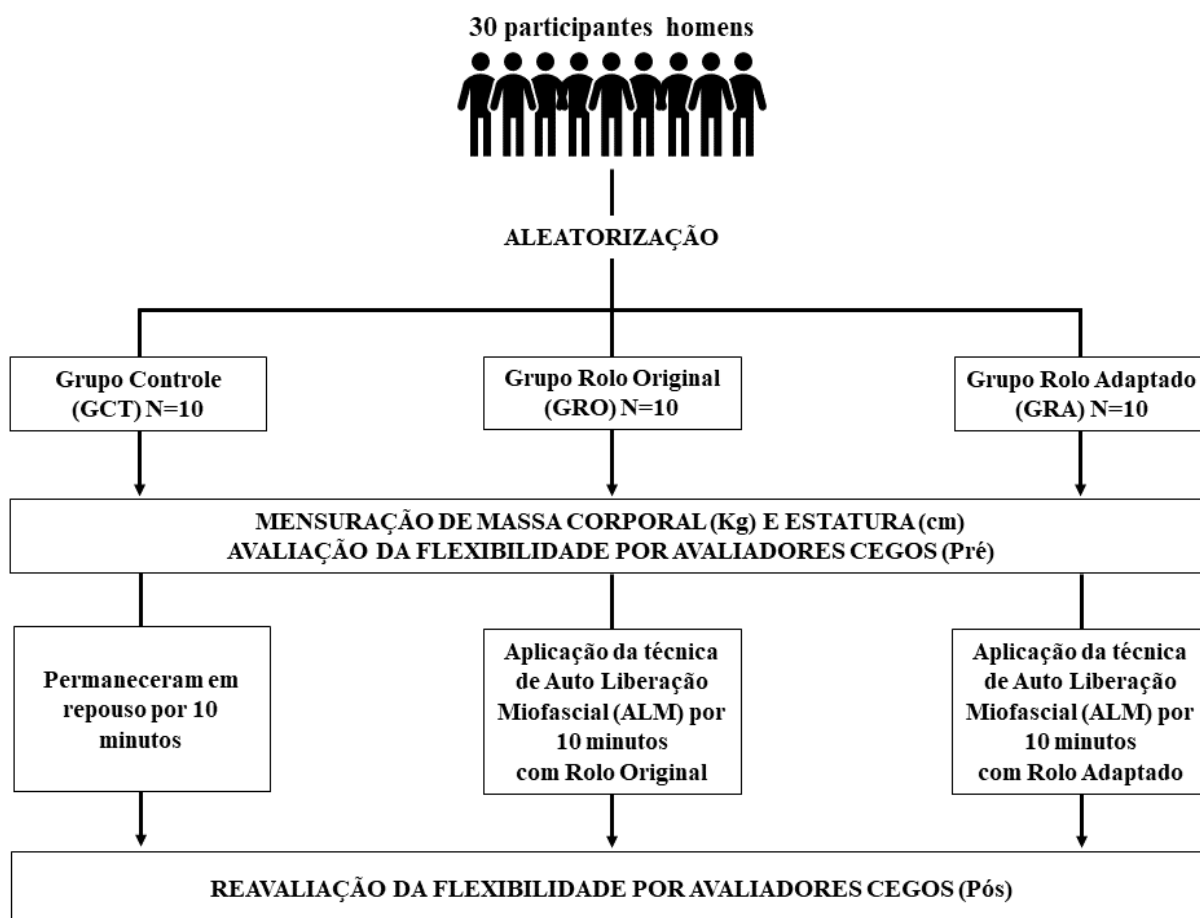 30 participantes homens
ALEATORIZAÇÃO
Grupo Controle
(GCT) N=10
Grupo Rolo Original
(GRO) N=10
Grupo Rolo Adaptado
(GRA) N=10
MENSURAÇÃO DE MASSA CORPORAL (Kg) E ESTATURA (cm)
AVALIAÇÃO DA FLEXIBILIDADE POR AVALIADORES CEGOS (Pré)
Permaneceram em
repouso por 10
minutos
Aplicação da técnica
de Auto Liberação
Miofascial (ALM) por
10 minutos
com Rolo Original
Aplicação da técnica
de Auto Liberação
Miofascial (ALM) por
10 minutos
com Rolo Adaptado
REAVALIAÇÃO DA FLEXIBILIDADE POR AVALIADORES CEGOS (Pós)